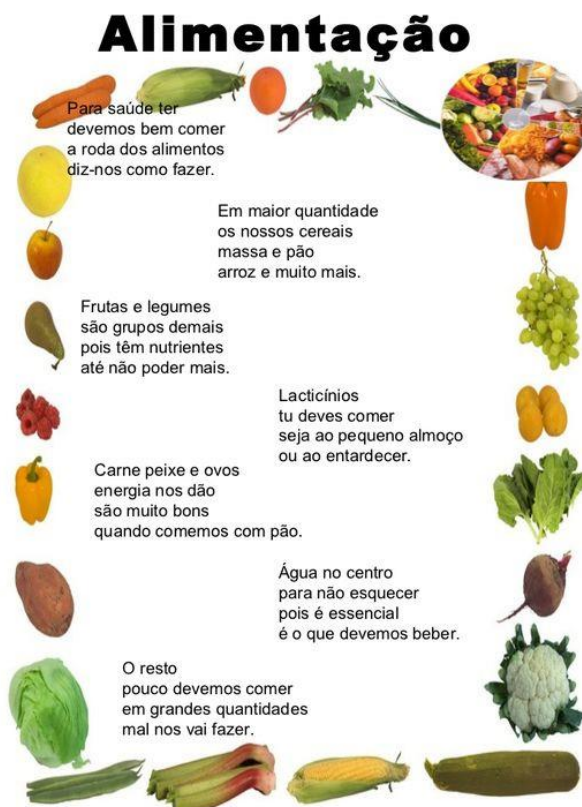 Alimentação
Para saúde ter
devemos bem comer
a roda dos alimentos
diz-nos como fazer.
Em maior quantidade
os nossos cereais
massa e pão
arroz e muito mais.
Frutas e legumes
são grupos demais
pois têm nutrientes
até não poder mais.
Lacticínios
tu deves comer
seja ao pequeno almoço
ou ao entardecer.
Carne peixe e ovos
energia nos dão
são muito bons
quando comemos com pão.
Água no centro
para não esquecer
pois é essencial
é o que devemos beber.
O resto
pouco devemos comer
em grandes quantidades
mal nos vai fazer.